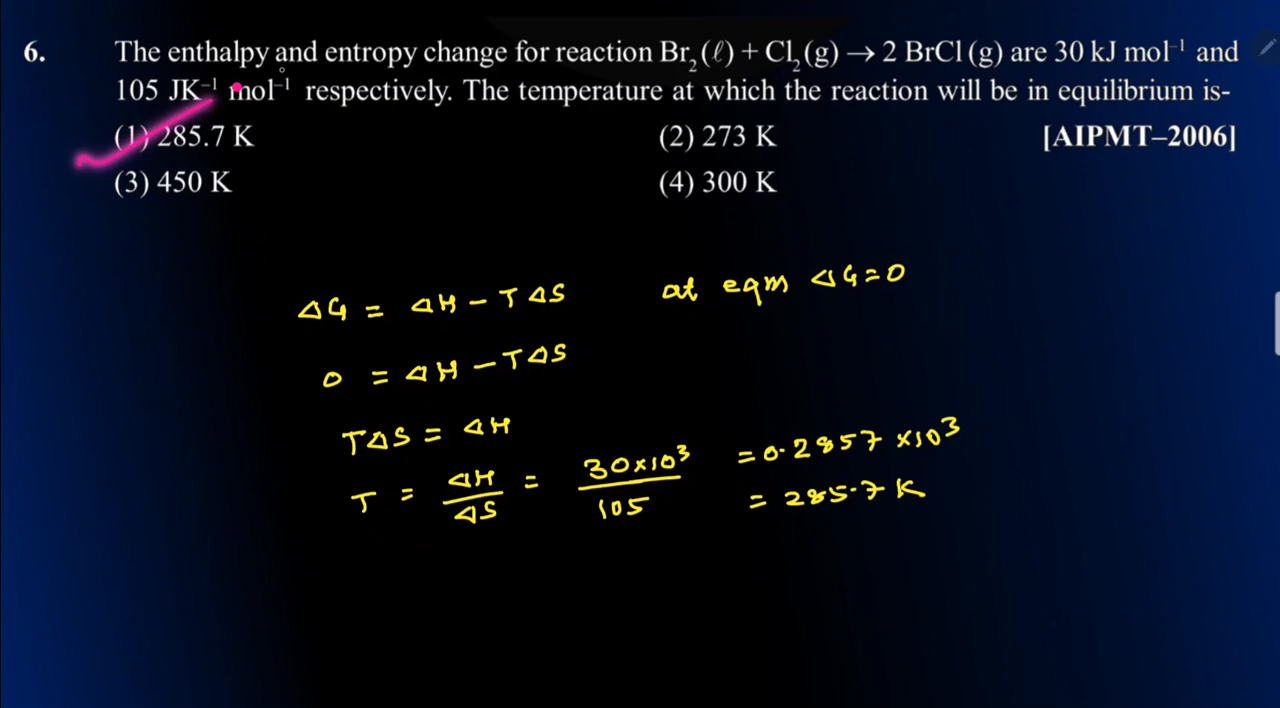 6. The enthalpy and entropy change for reaction Br₂(ℓ) + Cl₂(g) → 2 BrCl (g) are 30 kJ mol⁻¹ and
105 JK⁻¹ mol⁻¹ respectively. The temperature at which the reaction will be in equilibrium is-
(1) 285.7 K (2) 273 K [AIPMT–2006]
(3) 450 K (4) 300 K
ΔG = ΔH - TΔS at eqm ΔG=0
0 = ΔH - TΔS
TΔS = ΔH
T = ΔH/ΔS = 30×10³/105 = 0.2857 ×10³
= 285.7 K